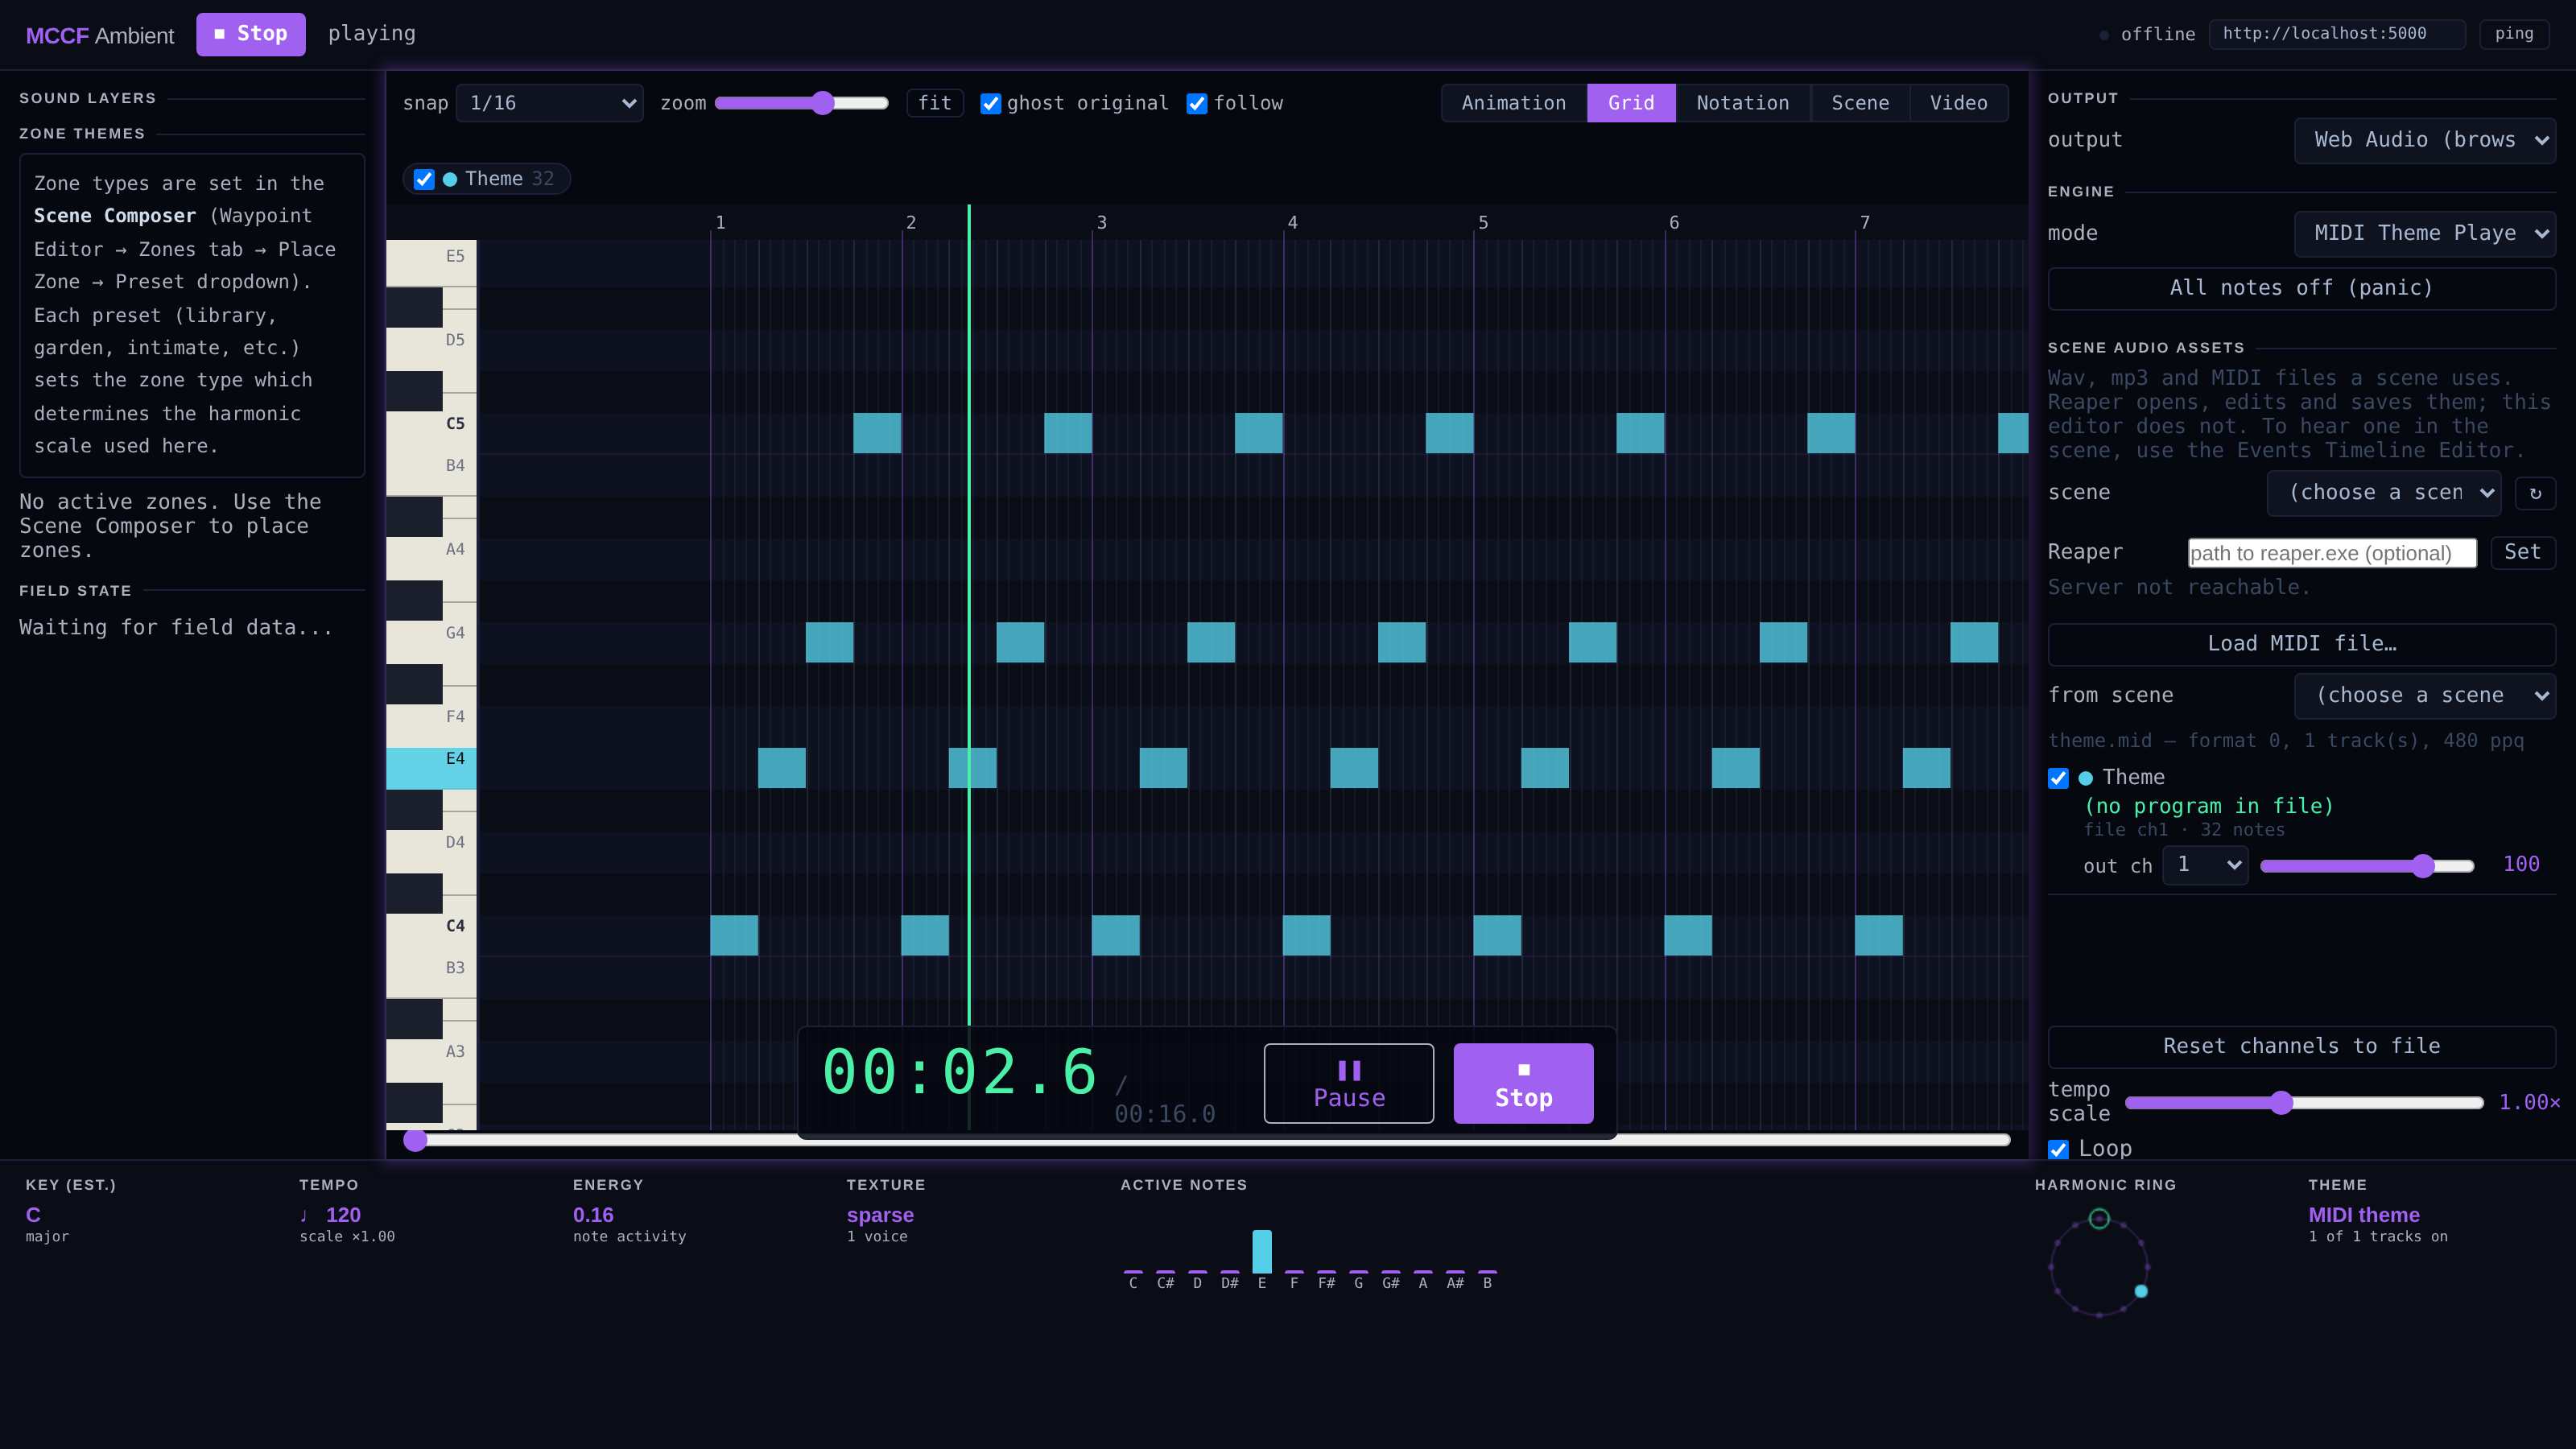 MCCF Ambient
■ Stop
playing
offline
http://localhost:5000
ping
SOUND LAYERS
ZONE THEMES
Zone types are set in the
Scene Composer (Waypoint
Editor → Zones tab → Place
Zone → Preset dropdown).
Each preset (library,
garden, intimate, etc.)
sets the zone type which
determines the harmonic
scale used here.
No active zones. Use the
Scene Composer to place
zones.
FIELD STATE
Waiting for field data...
snap 1/16 zoom fit ghost original follow
Animation Grid Notation Scene Video
Theme 32
1 2 3 4 5 6 7
E5
D5
C5
B4
A4
G4
F4
E4
D4
C4
B3
A3
00:02.6
/
00:16.0
Pause
■
Stop
OUTPUT
output Web Audio (brows
ENGINE
mode MIDI Theme Playe
All notes off (panic)
SCENE AUDIO ASSETS
Wav, mp3 and MIDI files a scene uses.
Reaper opens, edits and saves them; this
editor does not. To hear one in the
scene, use the Events Timeline Editor.
scene (choose a scen ↻
Reaper path to reaper.exe (optional) Set
Server not reachable.
Load MIDI file…
from scene (choose a scene
theme.mid — format 0, 1 track(s), 480 ppq
Theme
(no program in file)
file ch1 · 32 notes
out ch 1 100
Reset channels to file
tempo
scale
1.00×
Loop
KEY (EST.)
C
major
TEMPO
♩ 120
scale ×1.00
ENERGY
0.16
note activity
TEXTURE
sparse
1 voice
ACTIVE NOTES
C C# D D# E F F# G G# A A# B
HARMONIC RING
THEME
MIDI theme
1 of 1 tracks on